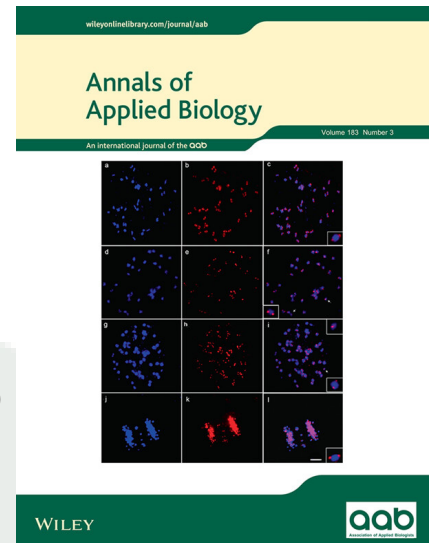 wileyonlinelibrary.com/journal/aab
Annals of
Applied Biology
Volume 183 Number 3
An international journal of the aab
a
b
c
d
e
f
g
h
i
j
k
l
WILEY
aab
Association of Applied Biologists